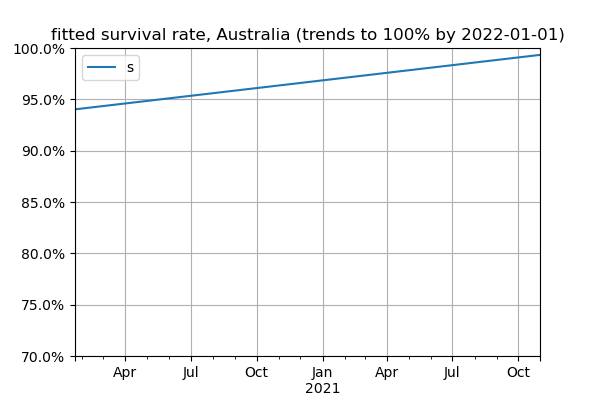 fitted survival rate, Australia (trends to 100% by 2022-01-01)
100.0%
s
95.0%
90.0%
85.0%
80.0%
75.0%
70.0%
Apr Jul Oct Jan Apr Jul Oct
2021